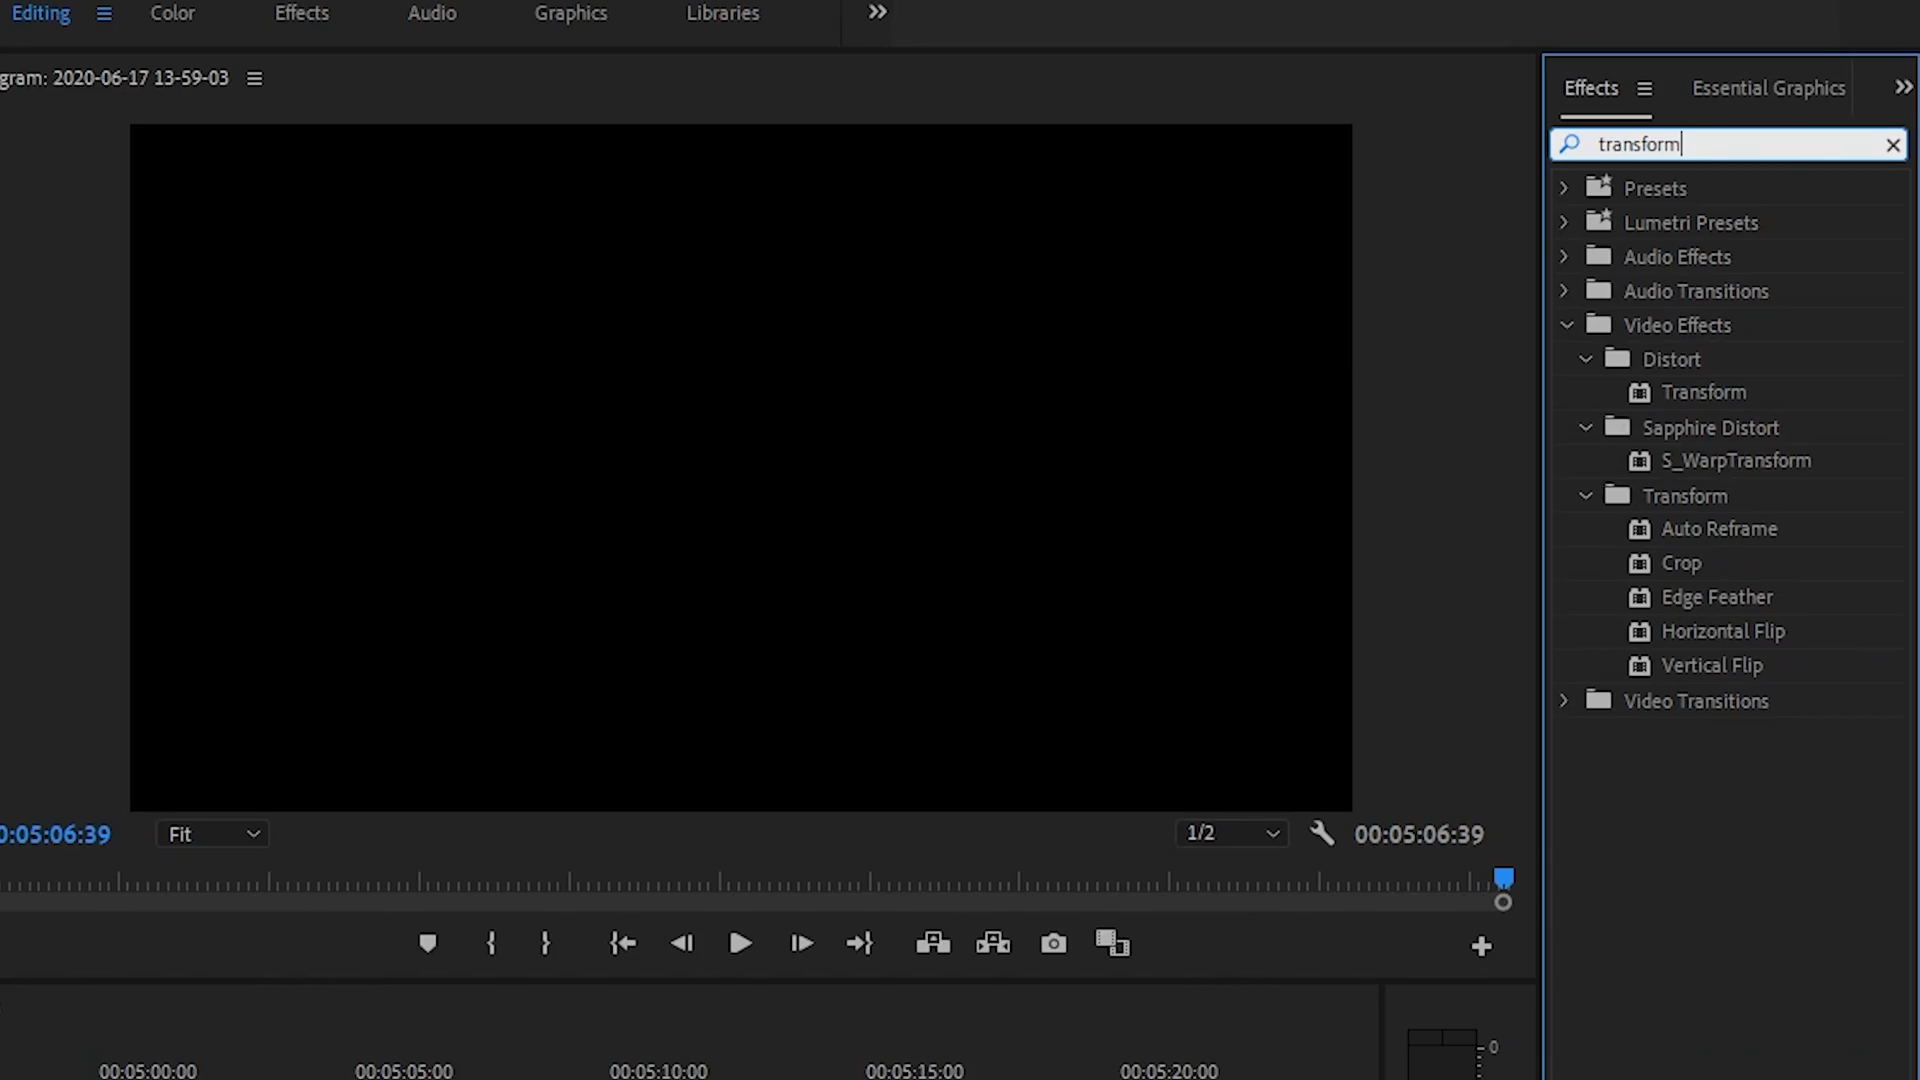 Editing Color Effects Audio Graphics Libraries
gram: 2020-06-17 13-59-03
Effects Essential Graphics
transform
Presets
Lumetri Presets
Audio Effects
Audio Transitions
Video Effects
Distort
Transform
Sapphire Distort
S_WarpTransform
Transform
Auto Reframe
Crop
Edge Feather
Horizontal Flip
Vertical Flip
Video Transitions
0:05:06:39 Fit 1/2 00:05:06:39
00:05:00:00 00:05:05:00 00:05:10:00 00:05:15:00 00:05:20:00
0